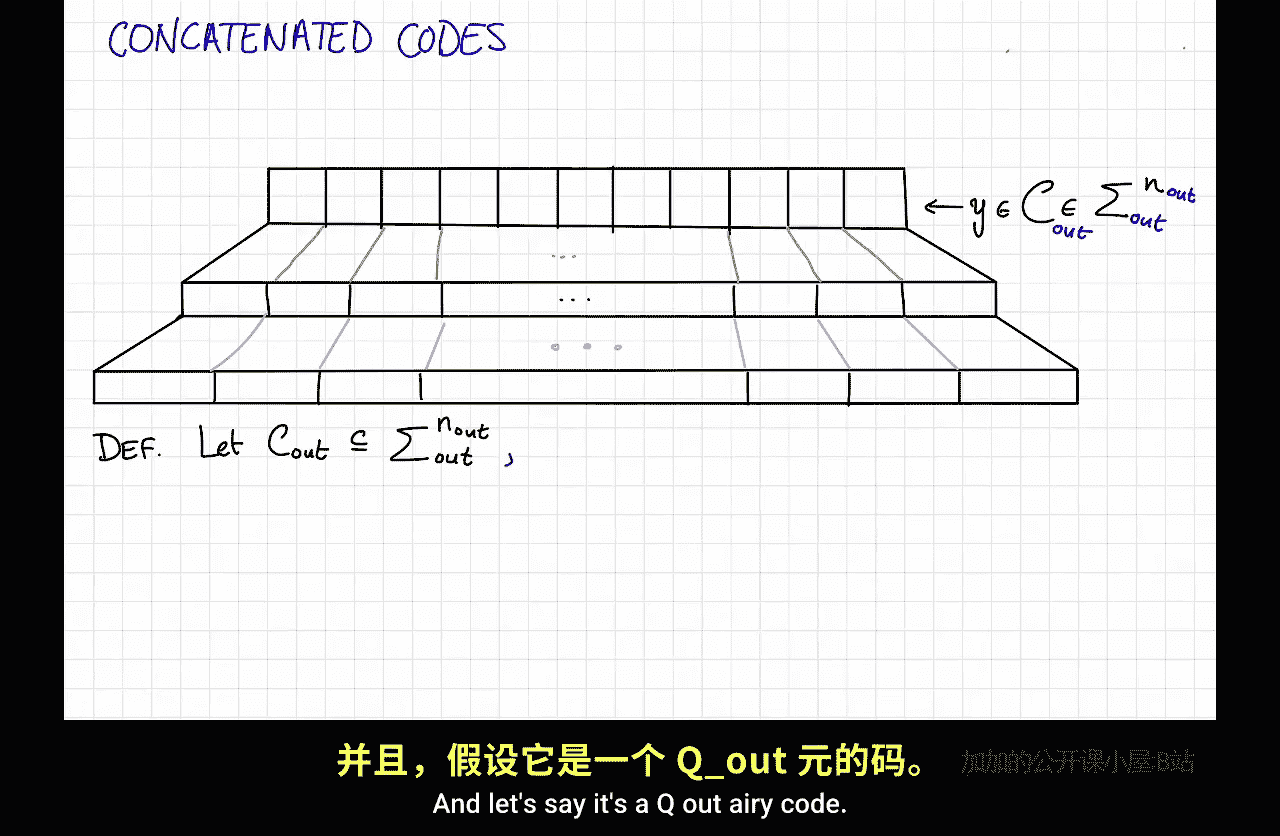 CONCATENATED CODES
← y ∈ C_out ∈ Σ_out^n_out
...
...
...
DEF. Let C_out ⊆ Σ_out^n_out ,
并且，假设它是一个 Q_out 元的码。
加加的公开课小屋:B站
And let's say it's a Q out airy code.